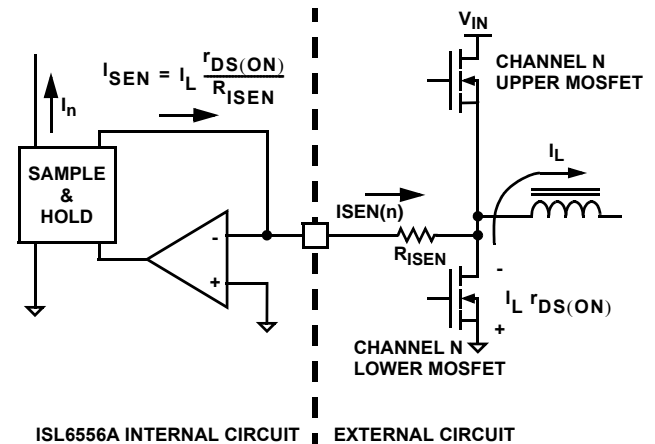 I_SEN = I_L r_DS(ON) / R_ISEN
I_n
SAMPLE
&
HOLD
-
+
ISEN(n)
R_ISEN
V_IN
CHANNEL N
UPPER MOSFET
I_L
-
I_L r_DS(ON)
+
CHANNEL N
LOWER MOSFET
ISL6556A INTERNAL CIRCUIT
EXTERNAL CIRCUIT